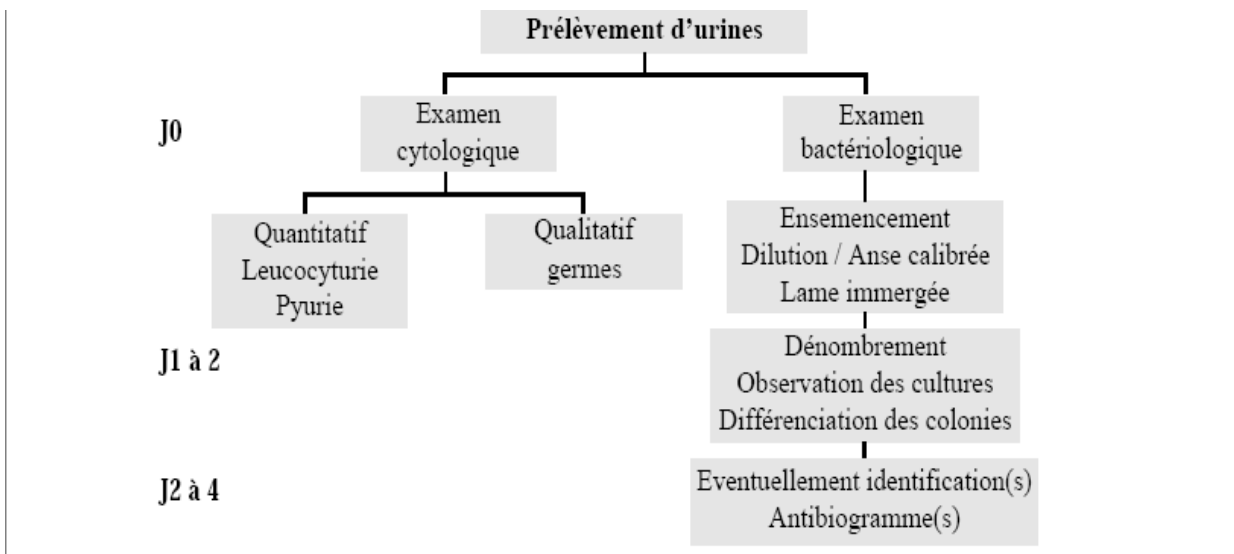 Prélèvement d'urines
J0
Examen
cytologique
Examen
bactériologique
Quantitatif
Leucocyturie
Pyurie
Qualitatif
germes
Ensemencement
Dilution / Anse calibrée
Lame immergée
J1 à 2
Dénombrement
Observation des cultures
Différenciation des colonies
J2 à 4
Eventuellement identification(s)
Antibiogramme(s)